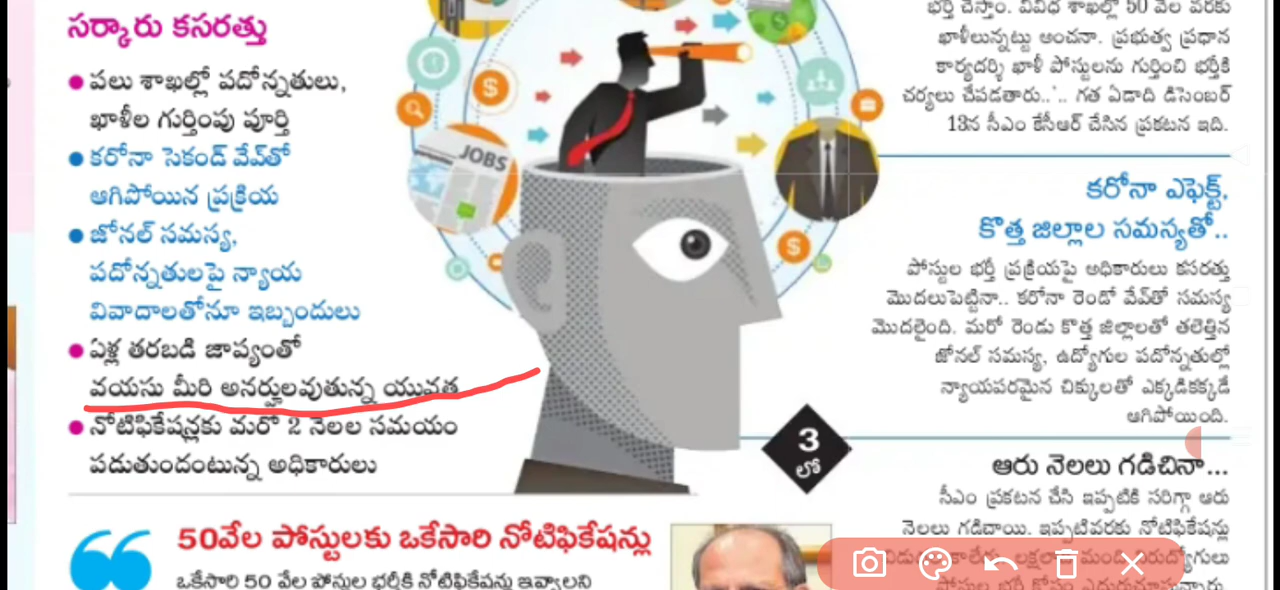 సర్కారు కసరత్తు
పలు శాఖల్లో పదోన్నతులు,
ఖాళీల గుర్తింపు పూర్తి
కరోనా సెకండ్ వేవ్‌తో
ఆగిపోయిన ప్రక్రియ
జోనల్ సమస్య,
పదోన్నతులపై న్యాయ
వివాదాలతోనూ ఇబ్బందులు
ఏళ్ల తరబడి జాప్యంతో
వయసు మీరి అనర్హులవుతున్న యువత
నోటిఫికేషన్లకు మరో 2 నెలల సమయం
పడుతుందంటున్న అధికారులు
JOBS
భర్తీ చేస్తాం. వివిధ శాఖల్లో 50 వేల వరకు
ఖాళీలున్నట్టు అంచనా. ప్రభుత్వ ప్రధాన
కార్యదర్శి ఖాళీ పోస్టులను గుర్తించి భర్తీకి
చర్యలు చేపడతారు..'.. గత ఏడాది డిసెంబర్
13న సీఎం కేసీఆర్ చేసిన ప్రకటన ఇది.
కరోనా ఎఫెక్ట్,
కొత్త జిల్లాల సమస్యతో..
పోస్టుల భర్తీ ప్రక్రియపై అధికారులు కసరత్తు
మొదలుపెట్టినా.. కరోనా రెండో వేవ్‌తో సమస్య
మొదలైంది. మరో రెండు కొత్త జిల్లాలతో తలెత్తిన
జోనల్ సమస్య, ఉద్యోగుల పదోన్నతుల్లో
న్యాయపరమైన చిక్కులతో ఎక్కడికక్కడే
ఆగిపోయింది.
3
లో
ఆరు నెలలు గడిచినా...
సీఎం ప్రకటన చేసి ఇప్పటికి సరిగ్గా ఆరు
నెలలు గడిచాయి. ఇప్పటివరకు నోటిఫికేషన్లు
50వేల పోస్టులకు ఒకేసారి నోటిఫికేషన్లు
ఒకేసారి 50 వేల పోస్టుల భర్తీకి నోటిఫికేషన్లు ఇవ్వాలని